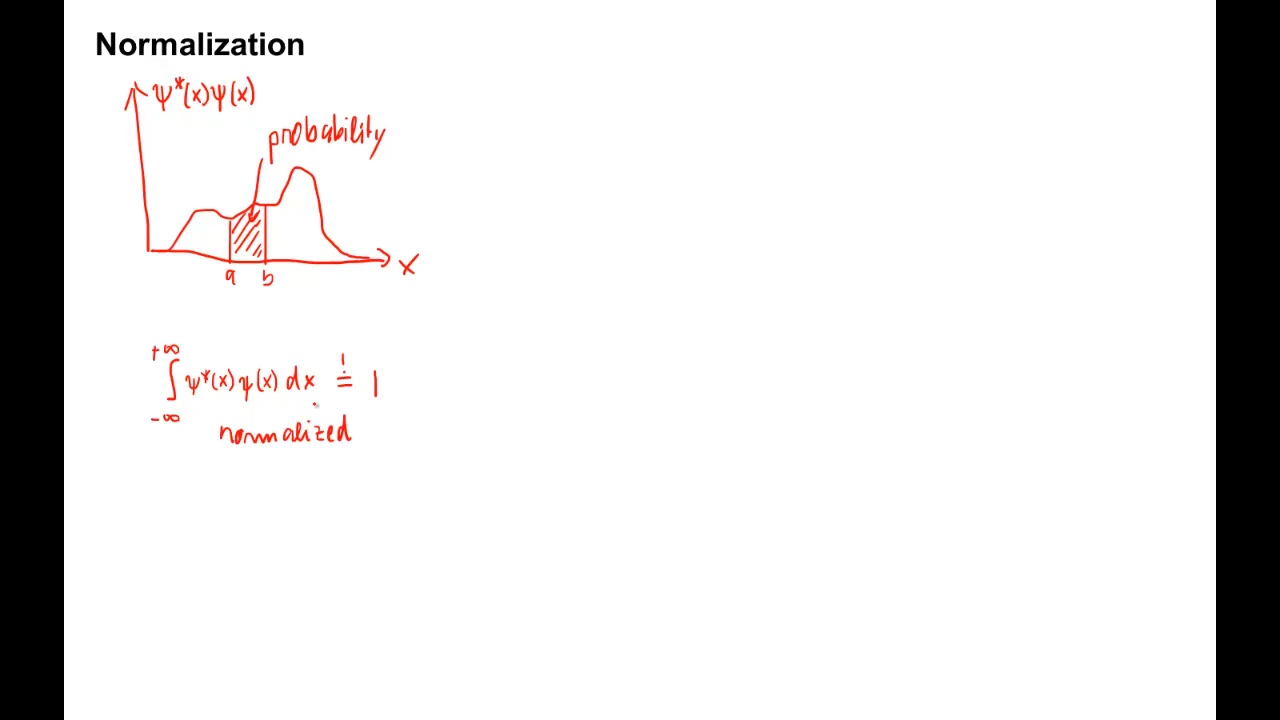 Normalization
ψ*(x)ψ(x)
probability
x
a b
+∞
∫ ψ*(x)ψ(x) dx != 1
-∞
normalized